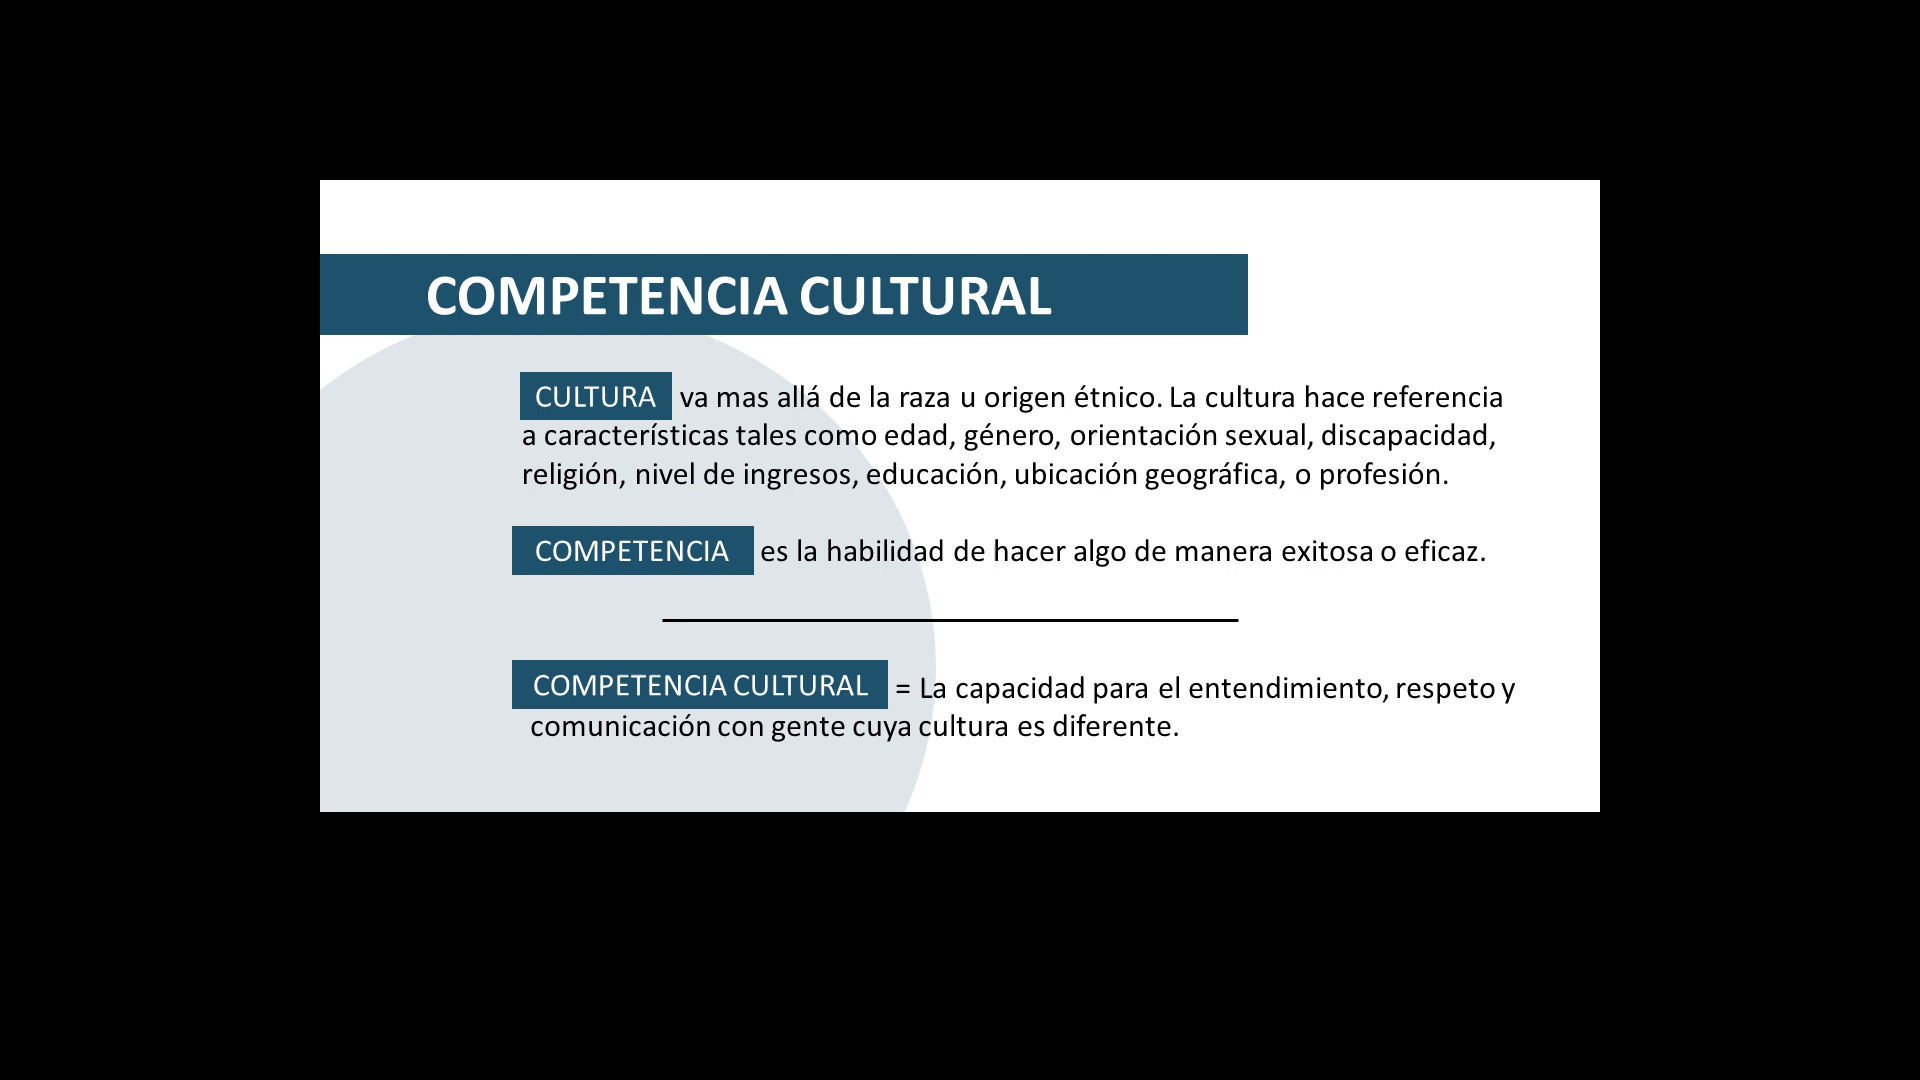 COMPETENCIA CULTURAL
CULTURA va mas allá de la raza u origen étnico. La cultura hace referencia
a características tales como edad, género, orientación sexual, discapacidad,
religión, nivel de ingresos, educación, ubicación geográfica, o profesión.
COMPETENCIA es la habilidad de hacer algo de manera exitosa o eficaz.
COMPETENCIA CULTURAL = La capacidad para el entendimiento, respeto y
comunicación con gente cuya cultura es diferente.